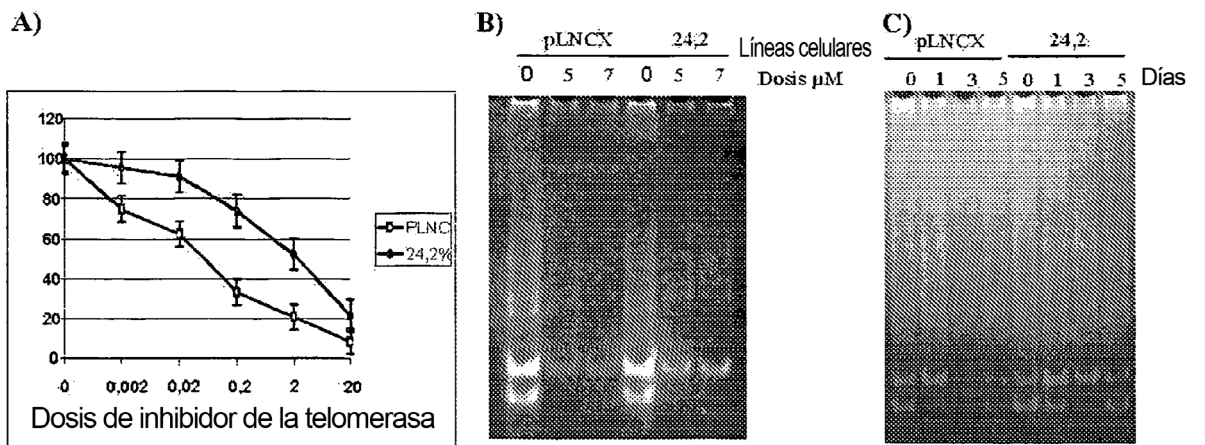 A)
120
100
80
60
40
20
0
0 0,002 0,02 0,2 2 20
Dosis de inhibidor de la telomerasa
PLNC
24,2%
B)
pLNCX 24,2 Líneas celulares
0 5 7 0 5 7 Dosis µM
C)
pLNCX 24,2
0 1 3 5 0 1 3 5 Días